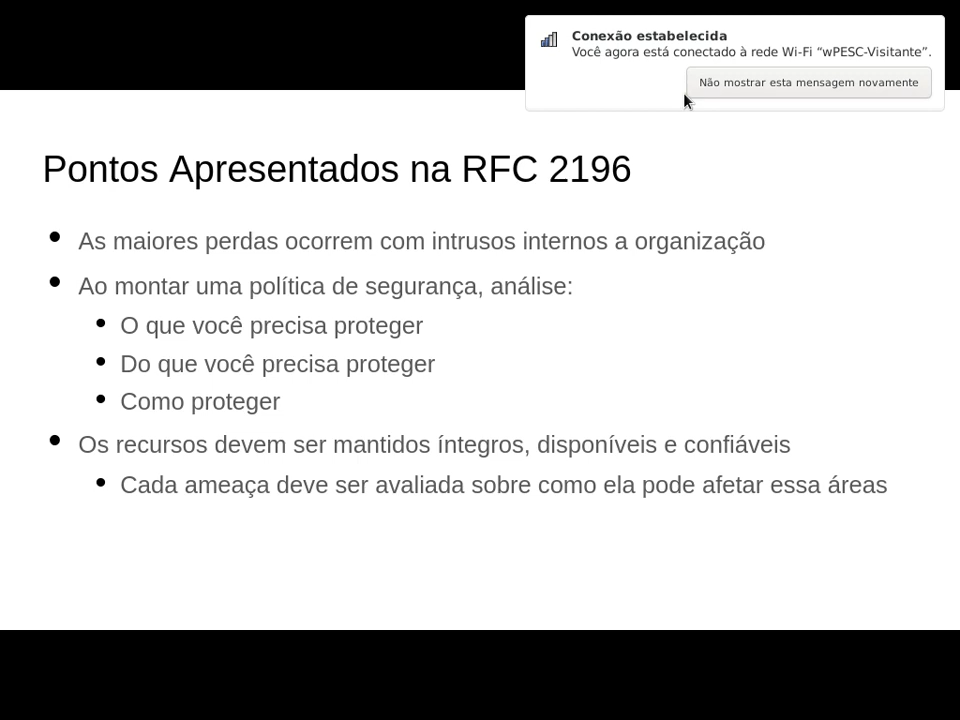 Conexão estabelecida
Você agora está conectado à rede Wi-Fi “wPESC-Visitante”.
Não mostrar esta mensagem novamente
Pontos Apresentados na RFC 2196
As maiores perdas ocorrem com intrusos internos a organização
Ao montar uma política de segurança, análise:
O que você precisa proteger
Do que você precisa proteger
Como proteger
Os recursos devem ser mantidos íntegros, disponíveis e confiáveis
Cada ameaça deve ser avaliada sobre como ela pode afetar essa áreas